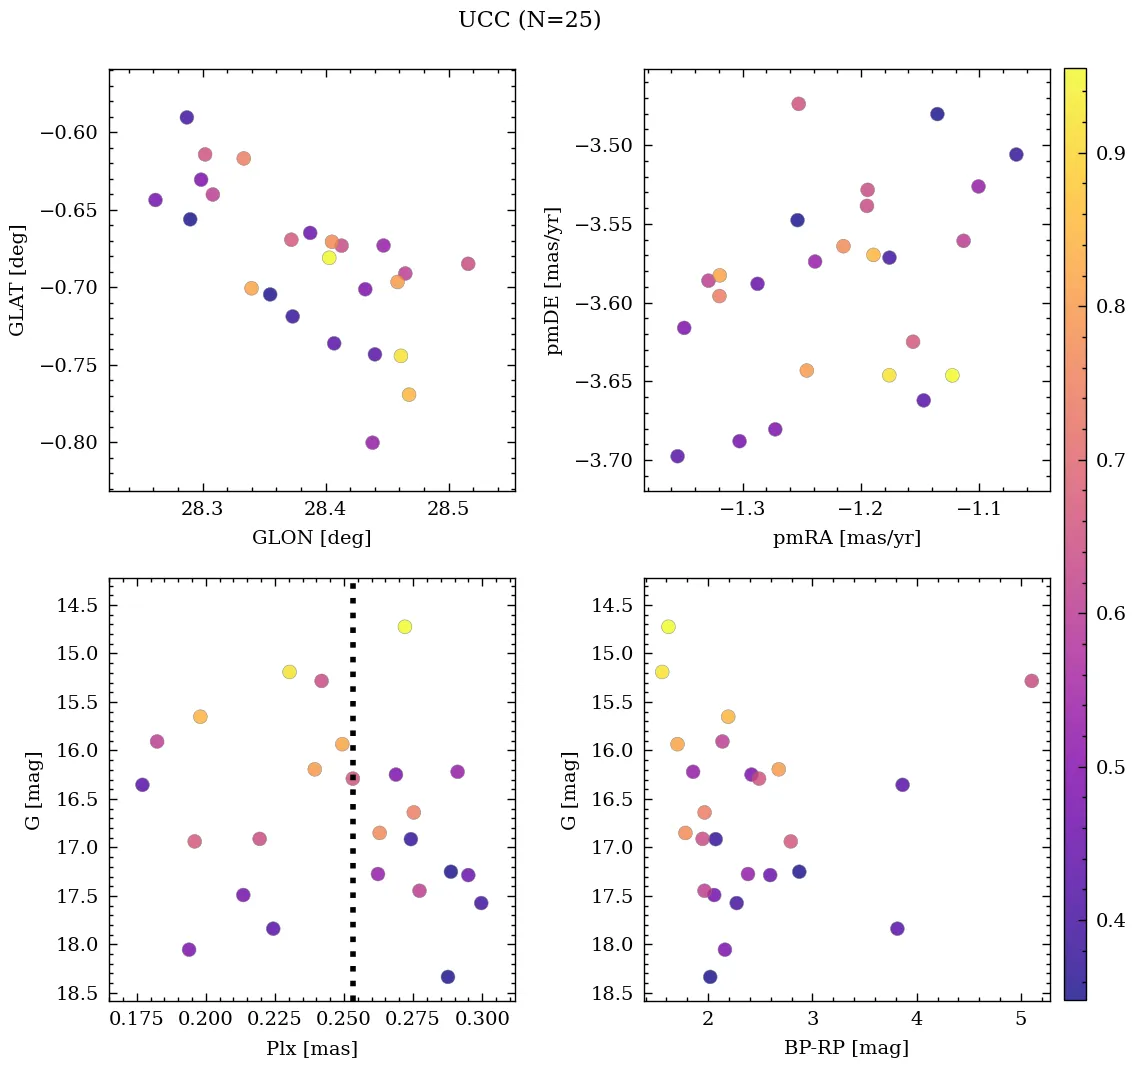 UCC (N=25)
−0.60
−0.65
−0.70
−0.75
−0.80
GLAT [deg]
28.3 28.4 28.5
GLON [deg]
−3.50
−3.55
−3.60
−3.65
−3.70
pmDE [mas/yr]
−1.3 −1.2 −1.1
pmRA [mas/yr]
14.5
15.0
15.5
16.0
16.5
17.0
17.5
18.0
18.5
G [mag]
0.175 0.200 0.225 0.250 0.275 0.300
Plx [mas]
14.5
15.0
15.5
16.0
16.5
17.0
17.5
18.0
18.5
G [mag]
2 3 4 5
BP-RP [mag]
0.9
0.8
0.7
0.6
0.5
0.4